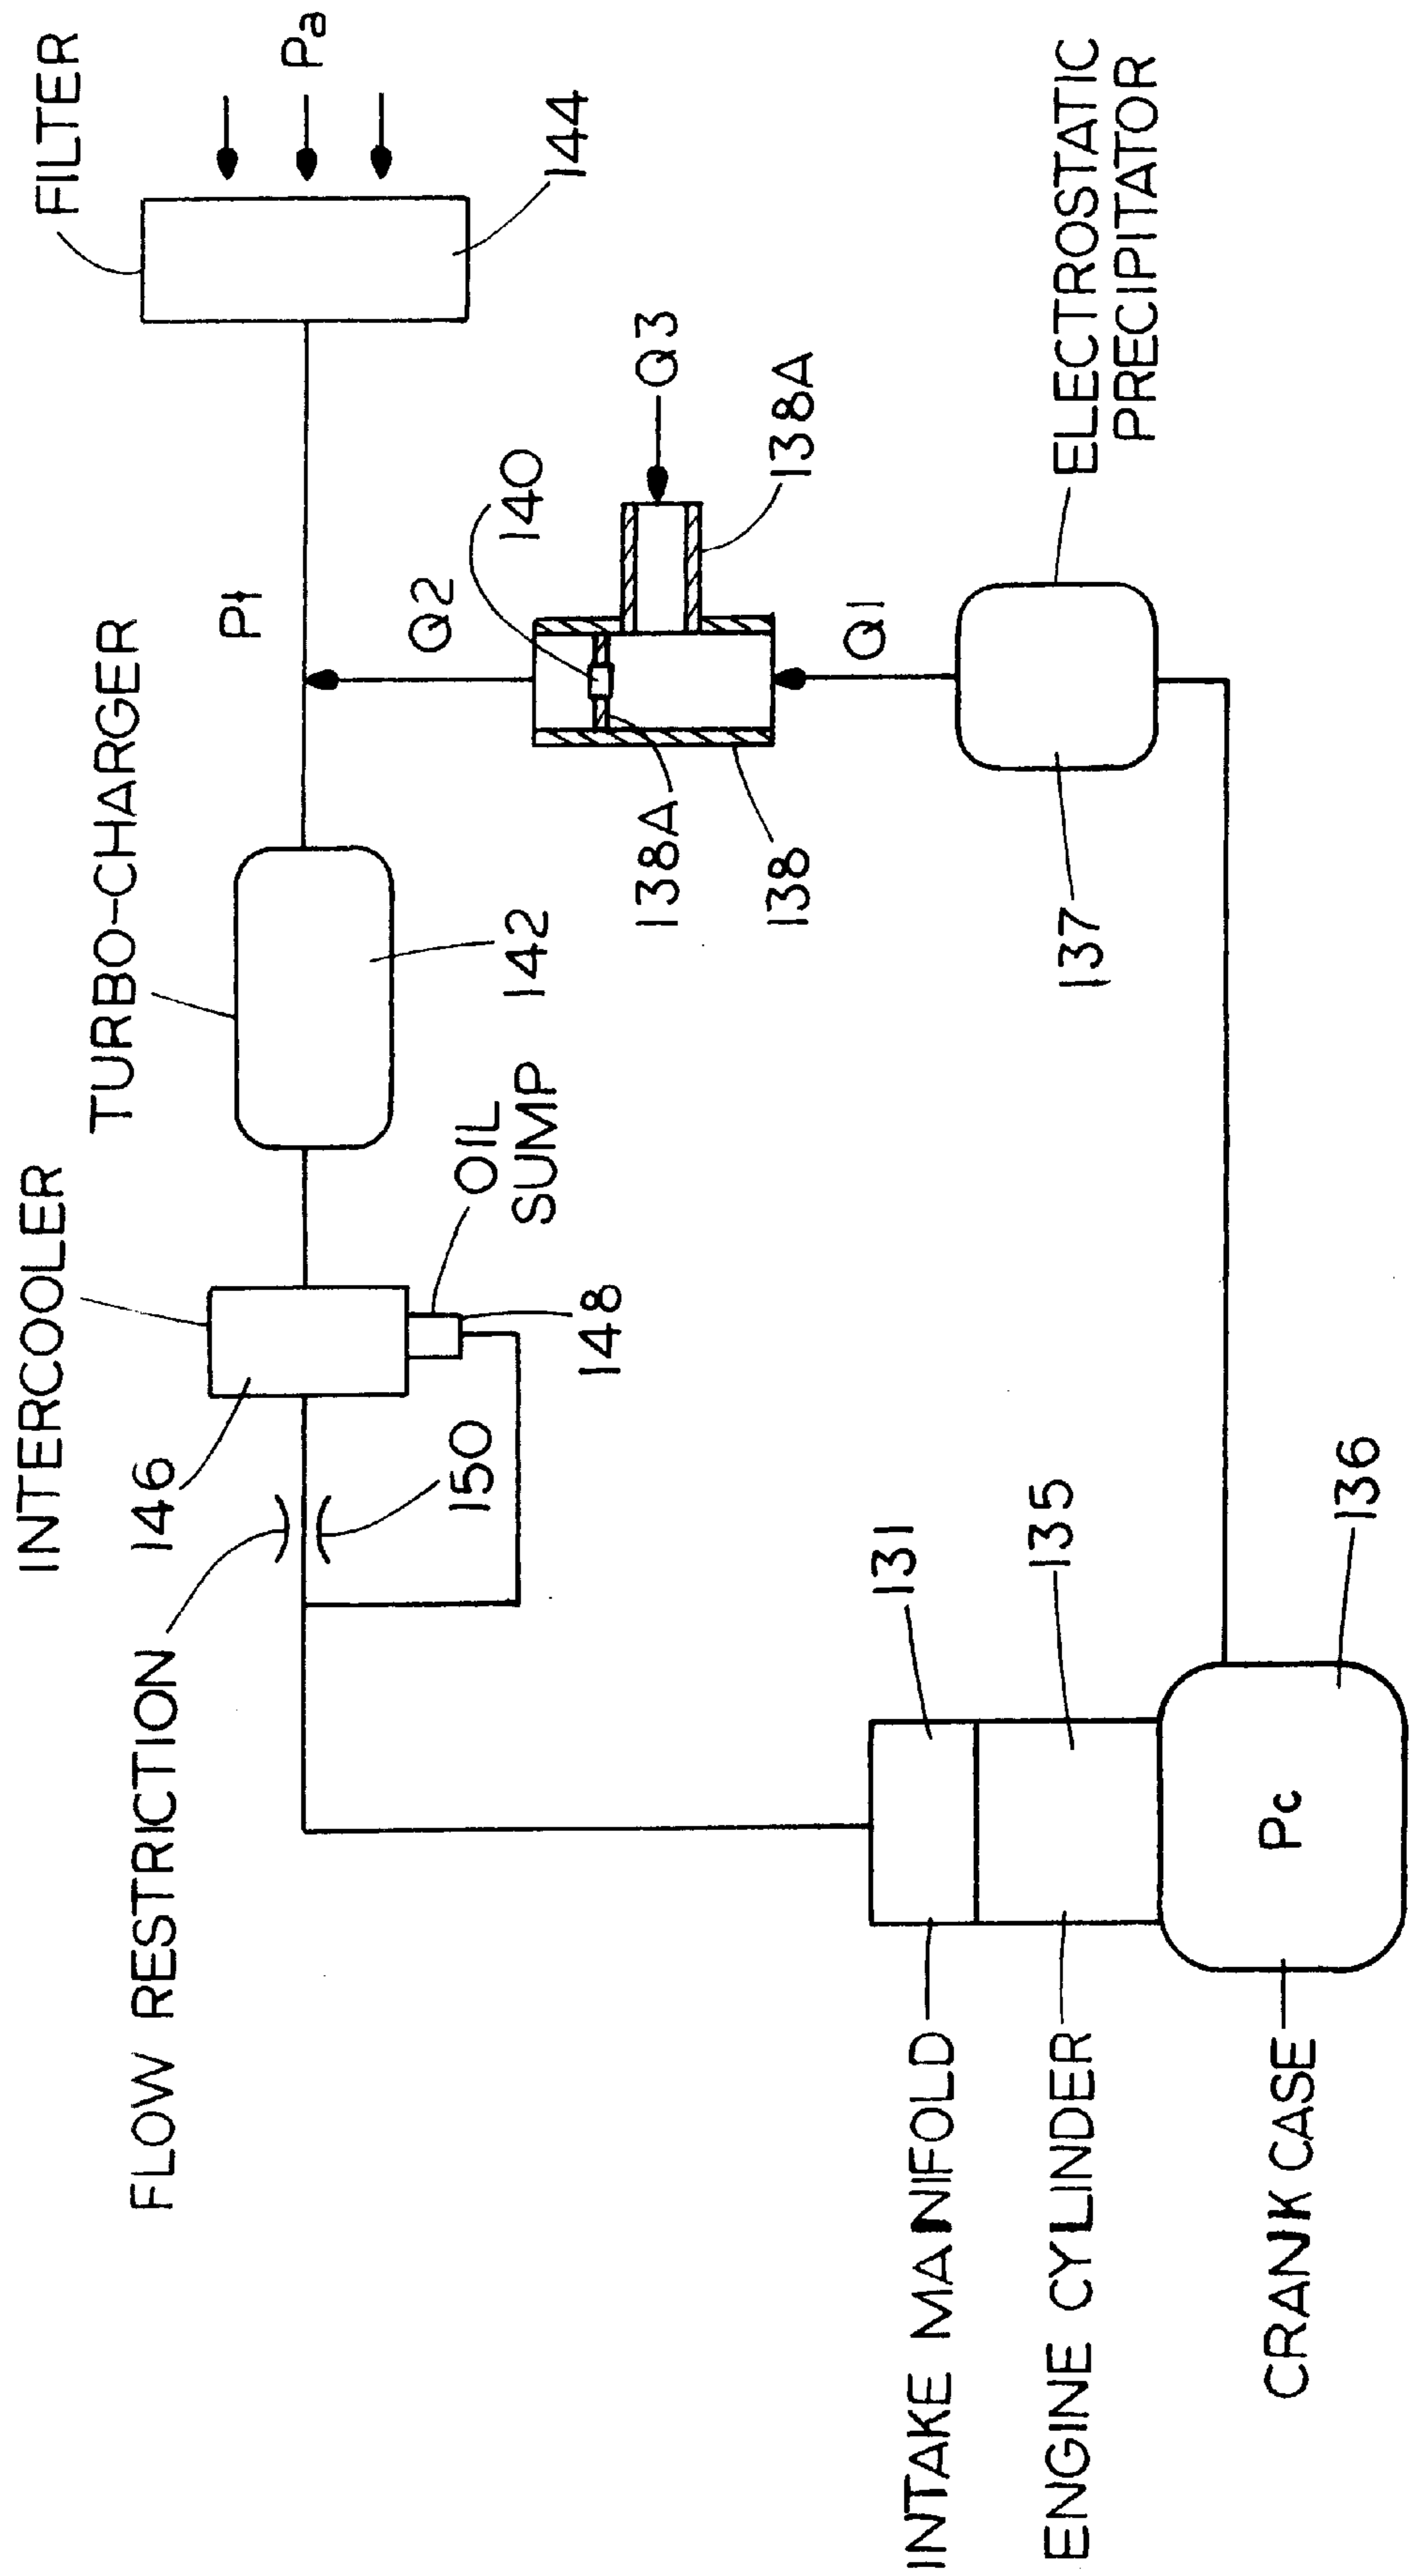 FILTER
Pa
144
TURBO-CHARGER
Pt
142
Q2
140
Q3
138A
138A
138
Q1
ELECTROSTATIC
PRECIPITATOR
137
INTERCOOLER
146
OIL
SUMP
148
FLOW RESTRICTION
150
131
135
136
INTAKE MANIFOLD
ENGINE CYLINDER
Pc
CRANK CASE